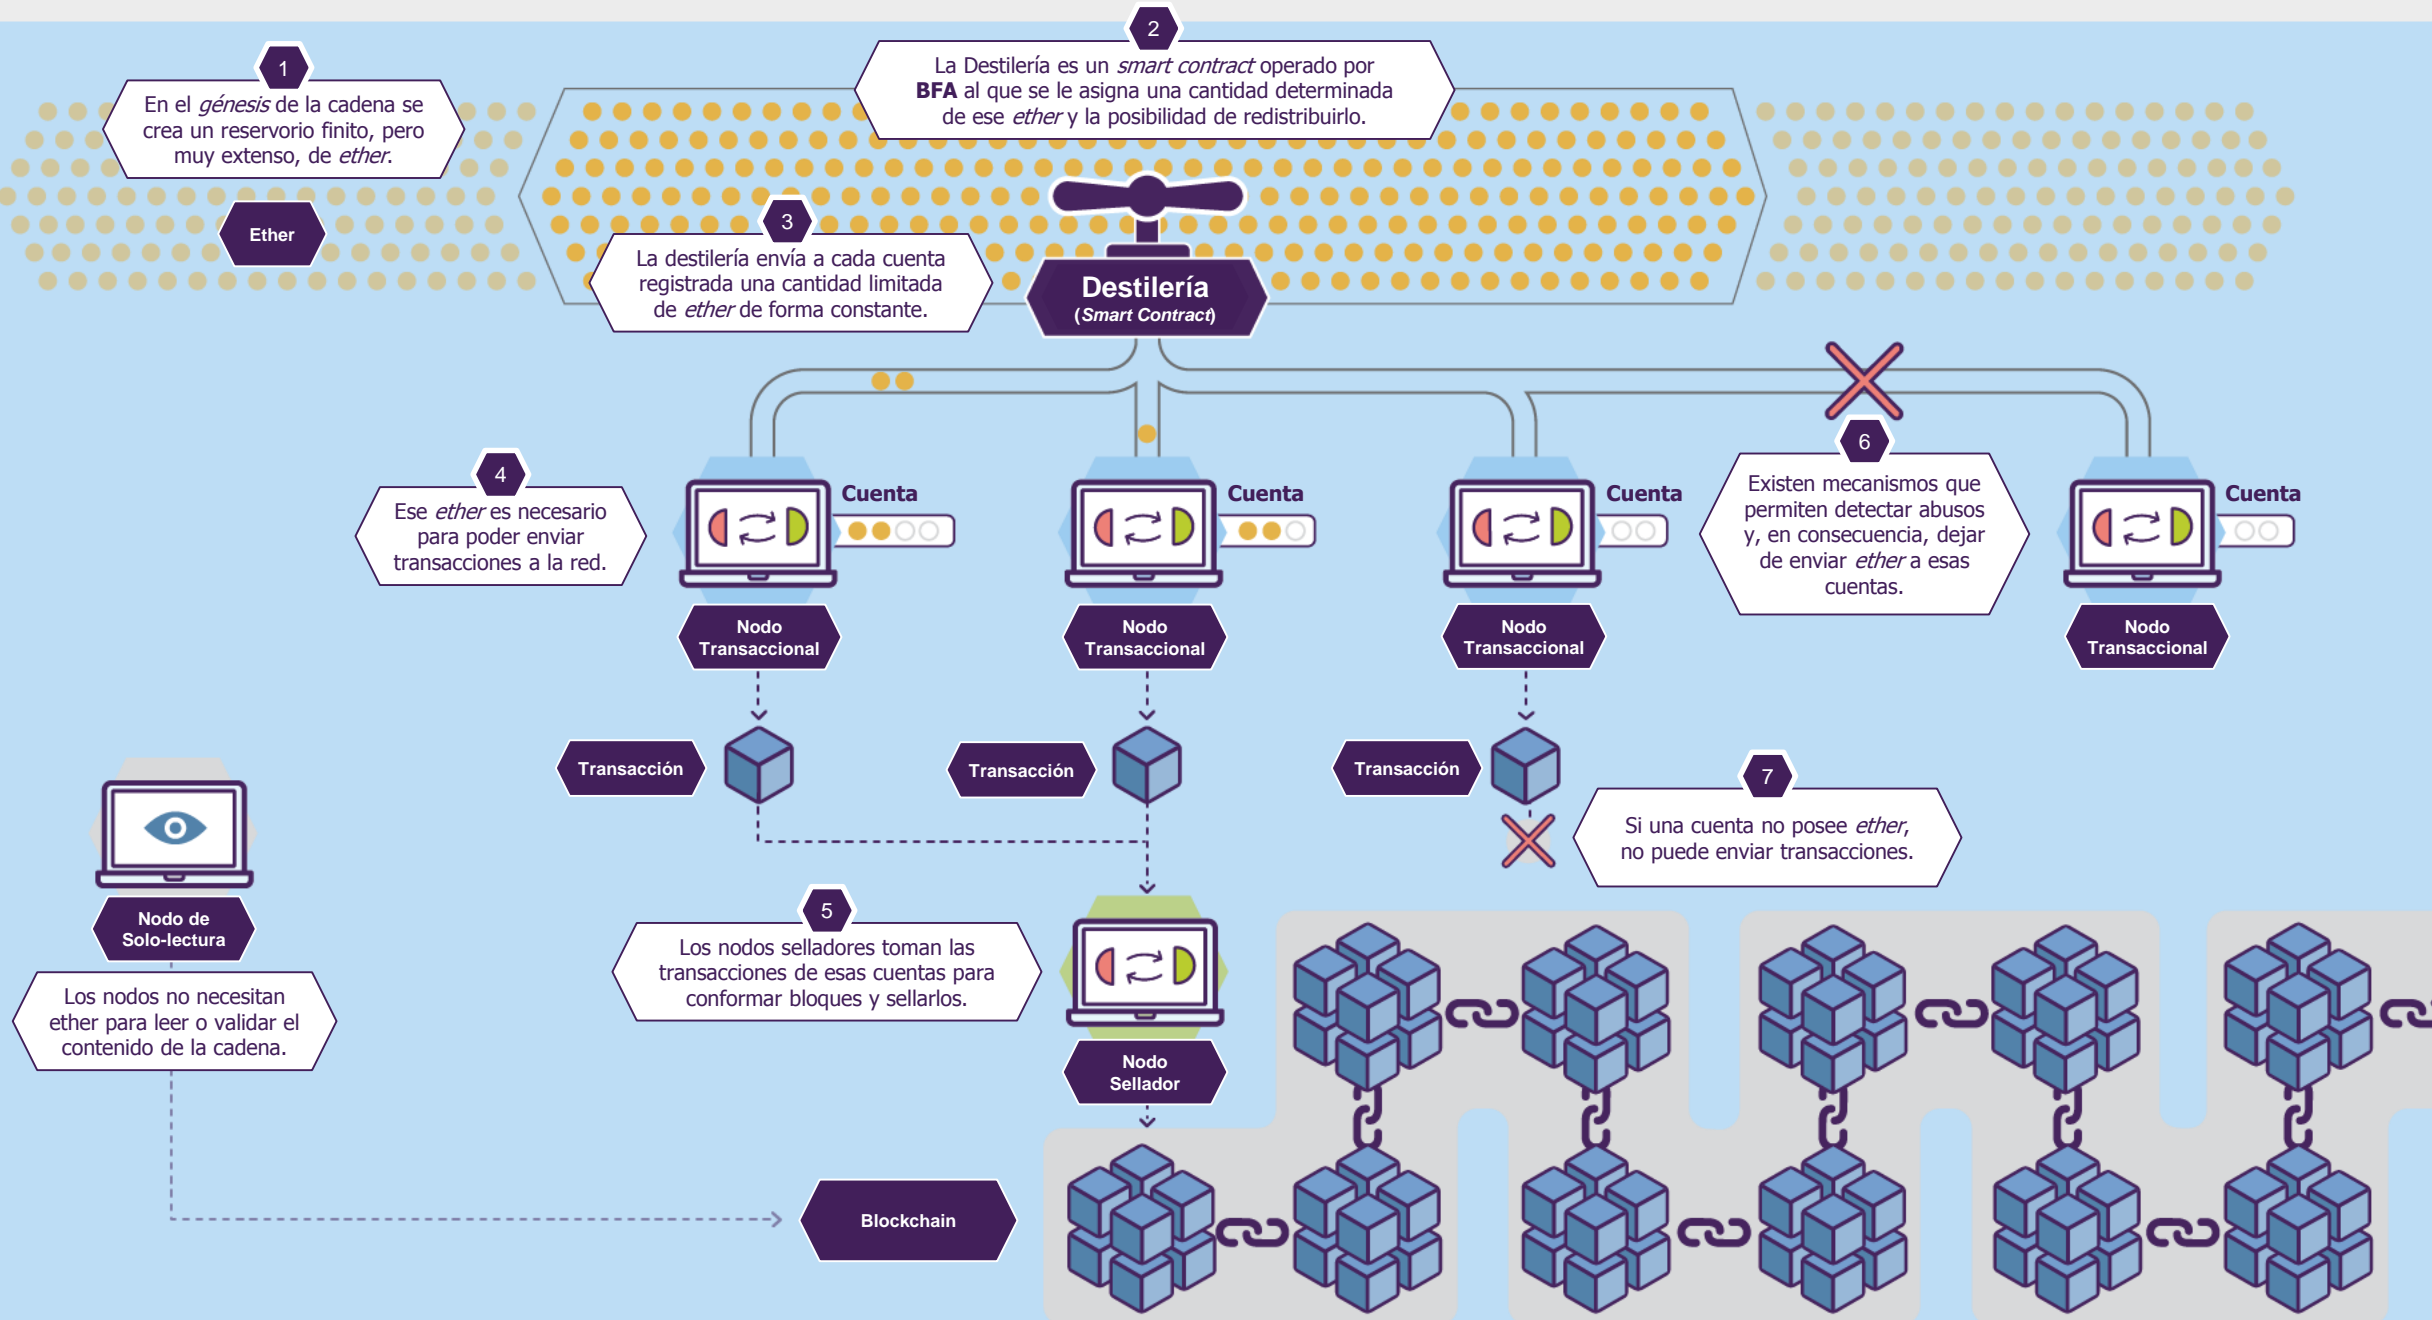 1
En el génesis de la cadena se
crea un reservorio finito, pero
muy extenso, de ether.
Ether
2
La Destilería es un smart contract operado por
BFA al que se le asigna una cantidad determinada
de ese ether y la posibilidad de redistribuirlo.
3
La destilería envía a cada cuenta
registrada una cantidad limitada
de ether de forma constante.
Destilería
(Smart Contract)
4
Ese ether es necesario
para poder enviar
transacciones a la red.
Cuenta
Nodo
Transaccional
Cuenta
Nodo
Transaccional
Cuenta
Nodo
Transaccional
6
Existen mecanismos que
permiten detectar abusos
y, en consecuencia, dejar
de enviar ether a esas
cuentas.
Cuenta
Nodo
Transaccional
Transacción
Transacción
Transacción
7
Si una cuenta no posee ether,
no puede enviar transacciones.
Nodo de
Solo-lectura
Los nodos no necesitan
ether para leer o validar el
contenido de la cadena.
5
Los nodos selladores toman las
transacciones de esas cuentas para
conformar bloques y sellarlos.
Nodo
Sellador
Blockchain